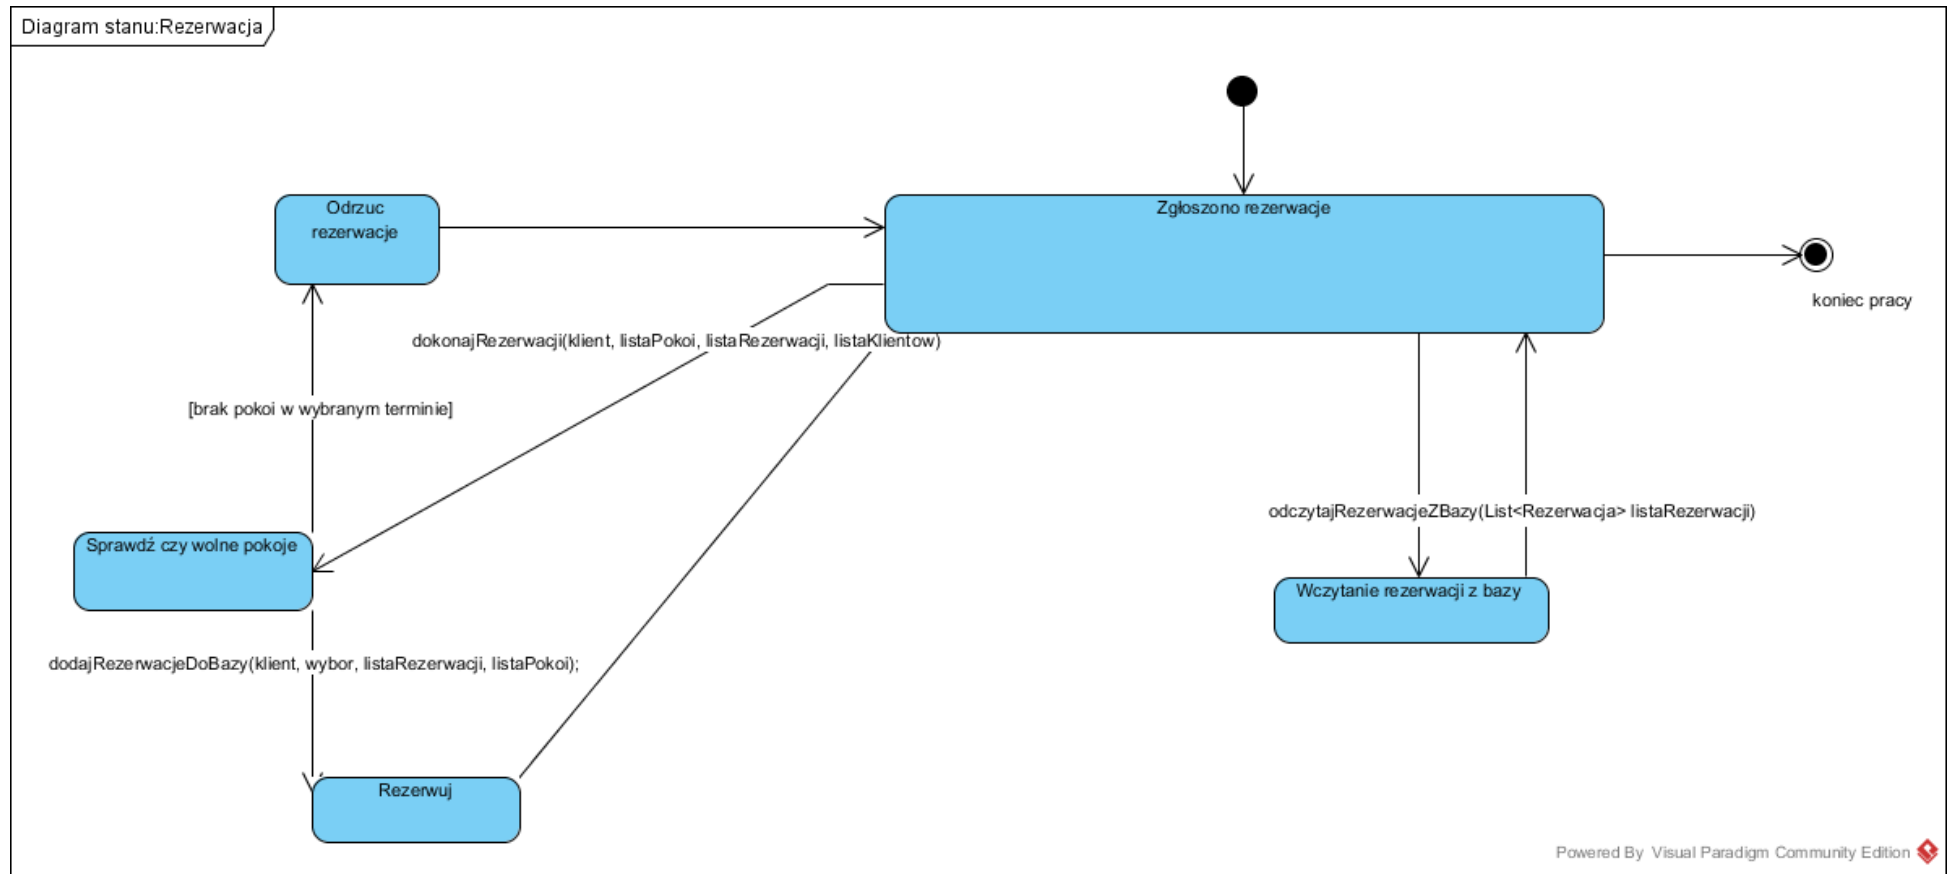 Diagram stanu:Rezerwacja
Odrzuc
rezerwacje
Zgłoszono rezerwacje
koniec pracy
dokonajRezerwacji(klient, listaPokoi, listaRezerwacji, listaKlientow)
[brak pokoi w wybranym terminie]
odczytajRezerwacjeZBazy(List<Rezerwacja> listaRezerwacji)
Sprawdź czy wolne pokoje
Wczytanie rezerwacji z bazy
dodajRezerwacjeDoBazy(klient, wybor, listaRezerwacji, listaPokoi);
Rezerwuj
Powered By Visual Paradigm Community Edition